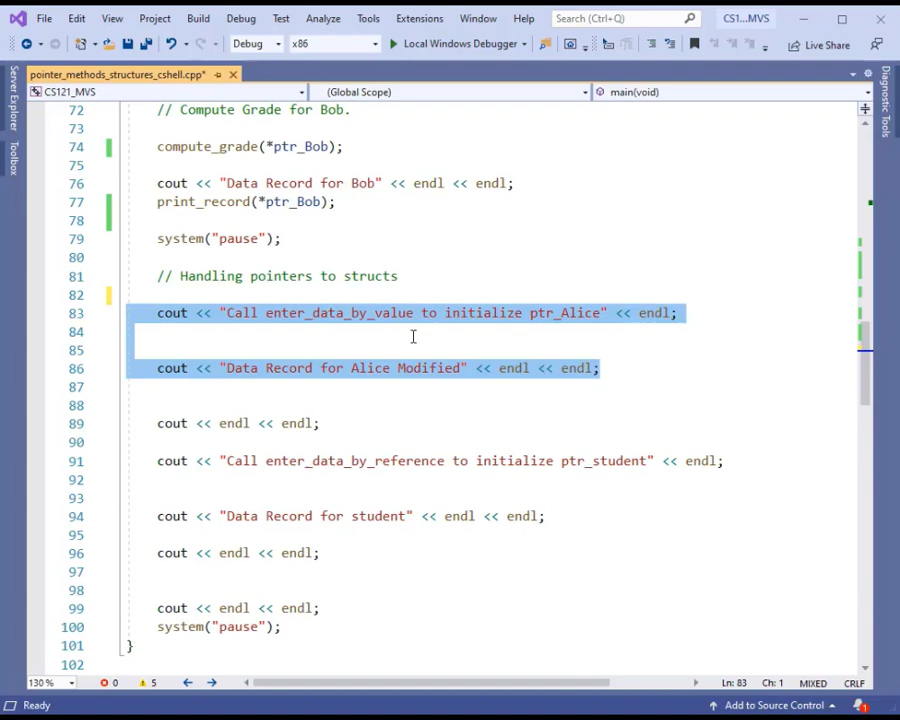 File Edit View Project Build Debug Test Analyze Tools Extensions Window Help Search (Ctrl+Q) CS1...MVS
Debug x86 Local Windows Debugger Live Share
Server Explorer
Toolbox
Diagnostic Tools
pointer_methods_structures_cshell.cpp*
CS121_MVS (Global Scope) main(void)
72 // Compute Grade for Bob.
73
74 compute_grade(*ptr_Bob);
75
76 cout << "Data Record for Bob" << endl << endl;
77 print_record(*ptr_Bob);
78
79 system("pause");
80
81 // Handling pointers to structs
82
83 cout << "Call enter_data_by_value to initialize ptr_Alice" << endl;
84
85
86 cout << "Data Record for Alice Modified" << endl << endl;
87
88
89 cout << endl << endl;
90
91 cout << "Call enter_data_by_reference to initialize ptr_student" << endl;
92
93
94 cout << "Data Record for student" << endl << endl;
95
96 cout << endl << endl;
97
98
99 cout << endl << endl;
100 system("pause");
101 }
102
130 % 0 5 Ln: 83 Ch: 1 MIXED CRLF
Ready Add to Source Control 1